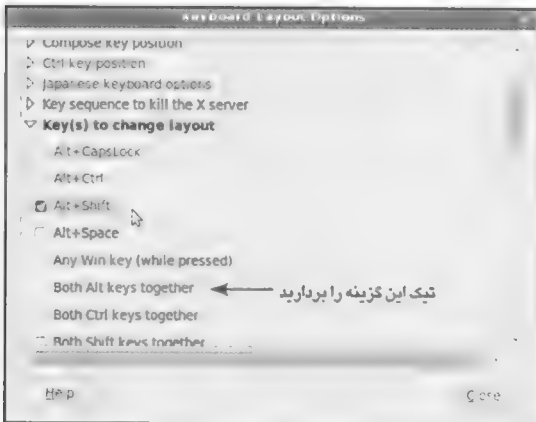 Keyboard Layout Options
Compose key position
Ctrl key position
Japanese keyboard options
Key sequence to kill the X server
Key(s) to change layout
Alt+CapsLock
Alt+Ctrl
Alt+Shift
Alt+Space
Any Win key (while pressed)
Both Alt keys together
تیک این گزینه را بردارید
Both Ctrl keys together
Both Shift keys together
Help
Close